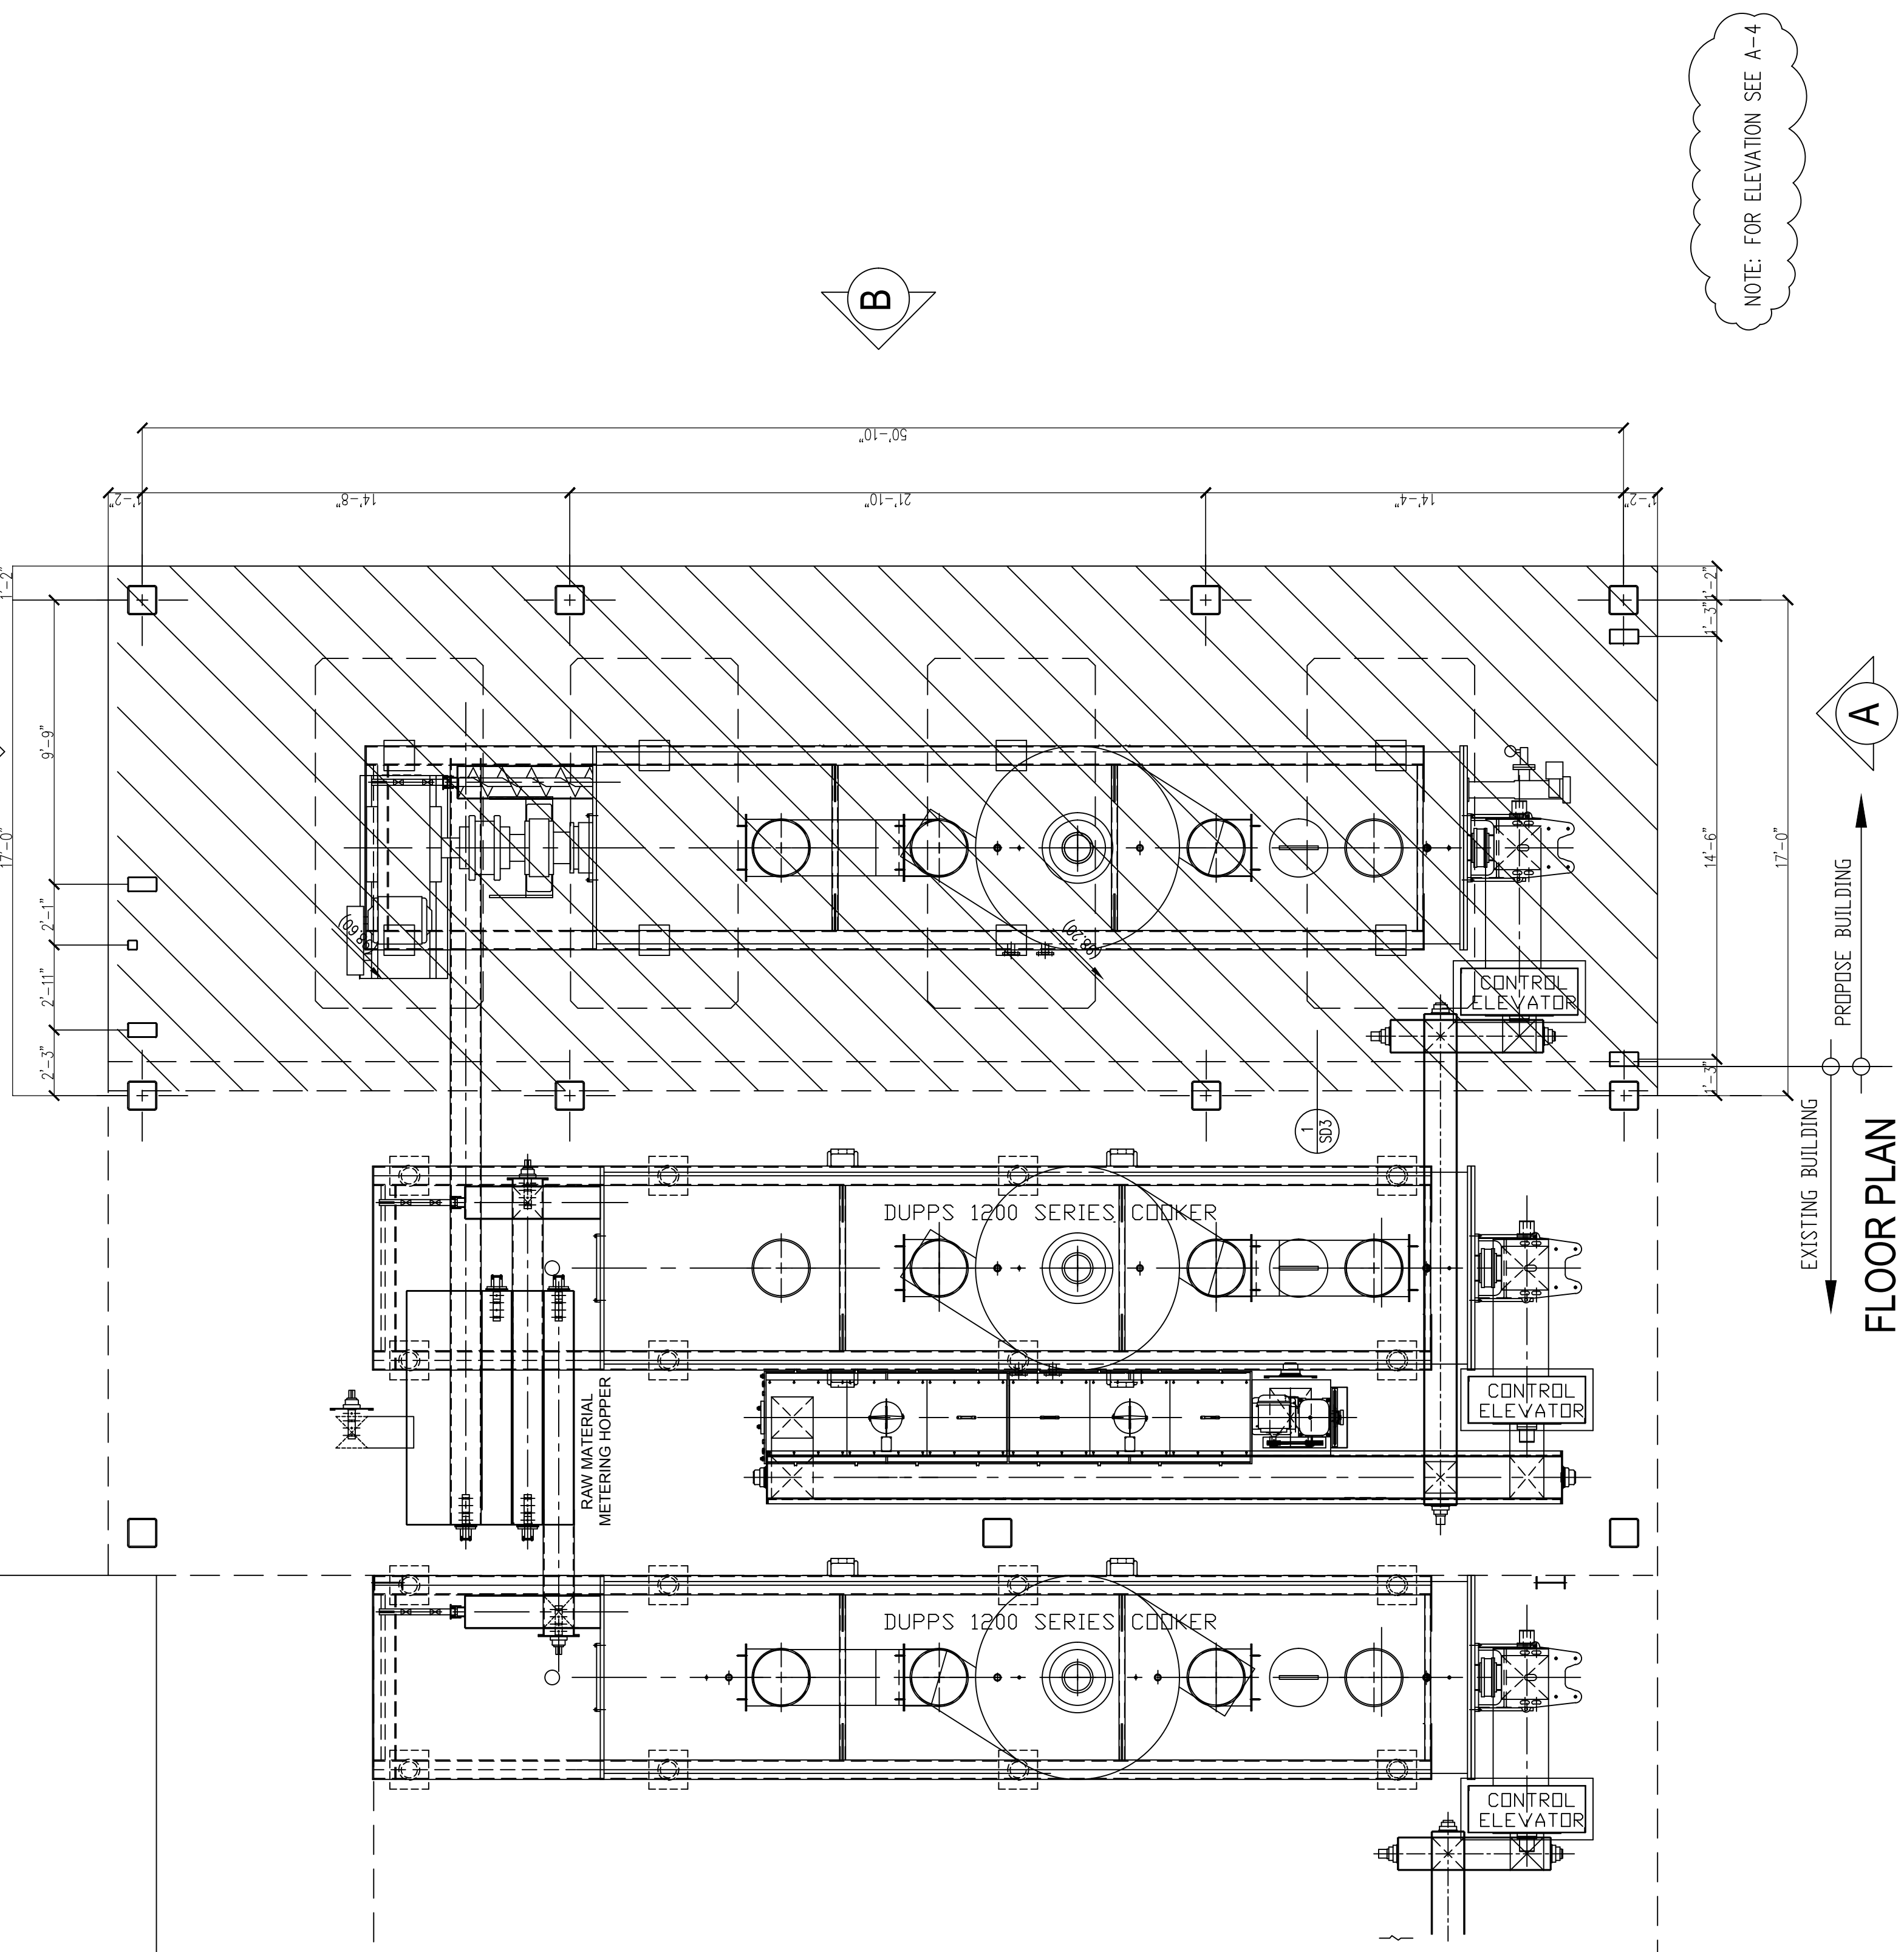 NOTE: FOR ELEVATION SEE A-4
B
50'-10"
1'-2"
14'-8"
21'-10"
14'-4"
1'-2"
1'-2"
17'-0"
9'-9"
2'-1"
2'-11"
2'-3"
1'-2"
1'-3"
14'-6"
17'-0"
1'-3"
A
(98.20)
CONTROL
ELEVATOR
PROPOSE BUILDING
EXISTING BUILDING
FLOOR PLAN
1
SD3
DUPPS 1200 SERIES COOKER
RAW MATERIAL
METERING HOPPER
CONTROL
ELEVATOR
DUPPS 1200 SERIES COOKER
CONTROL
ELEVATOR